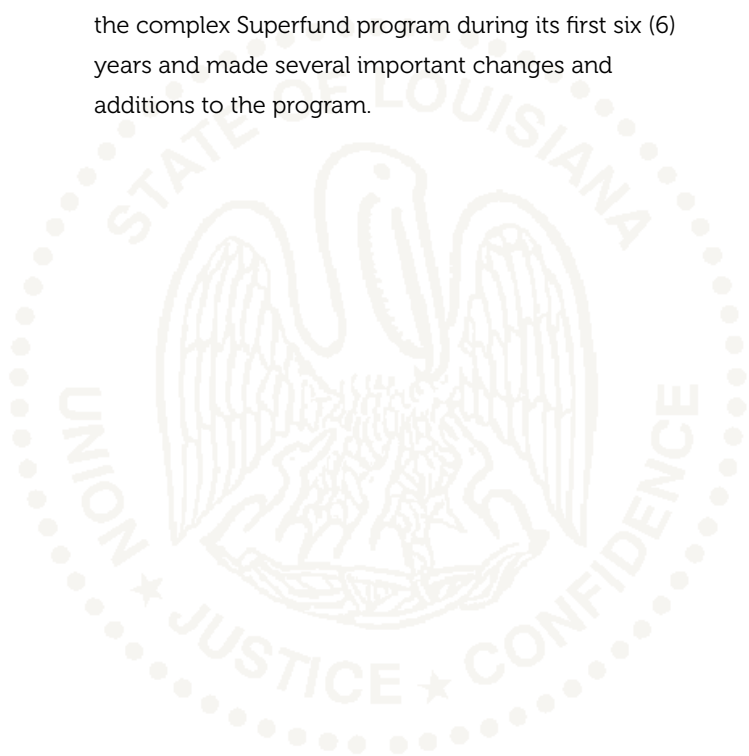 the complex Superfund program during its first six (6)
years and made several important changes and
additions to the program.
STATE OF LOUISIANA
UNION ★ JUSTICE ★ CONFIDENCE